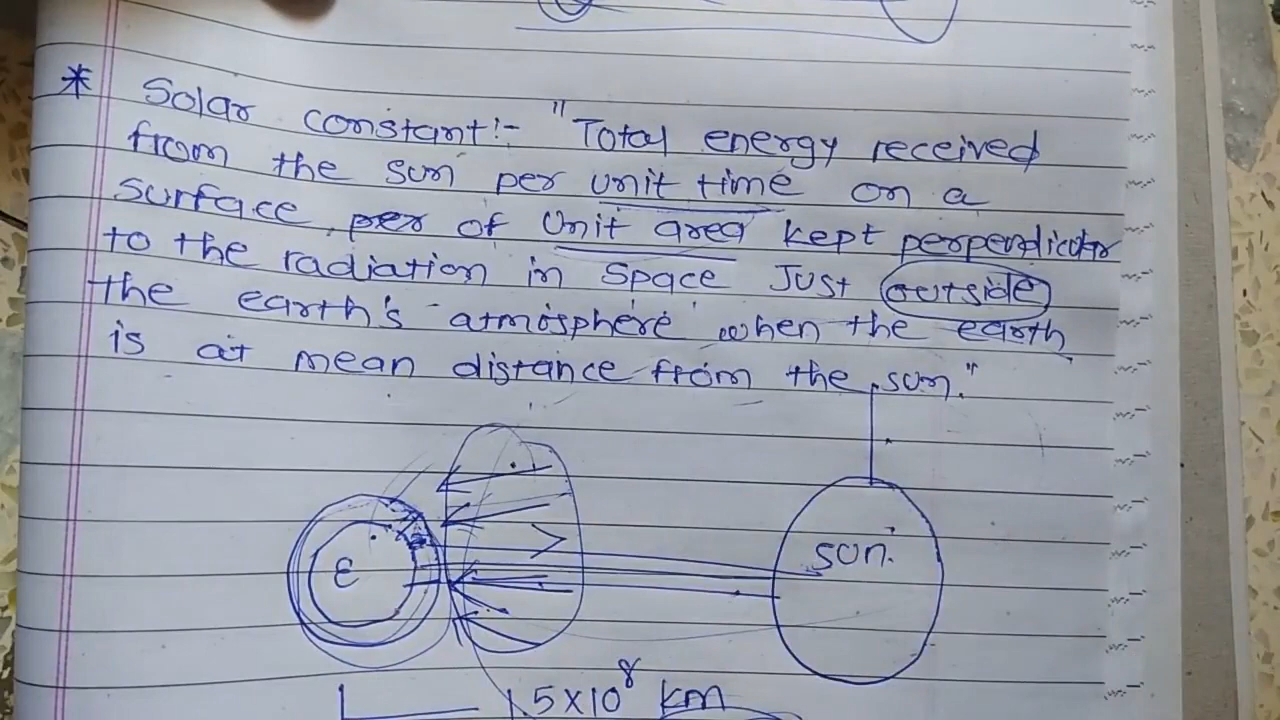 * Solar constant:- "Total energy received
from the sun per unit time on a
surface per of Unit area kept perpendicular
to the radiation in space Just outside
the earth's atmosphere when the earth
is at mean distance from the sun."
E
sun.
1.5x10⁸ km